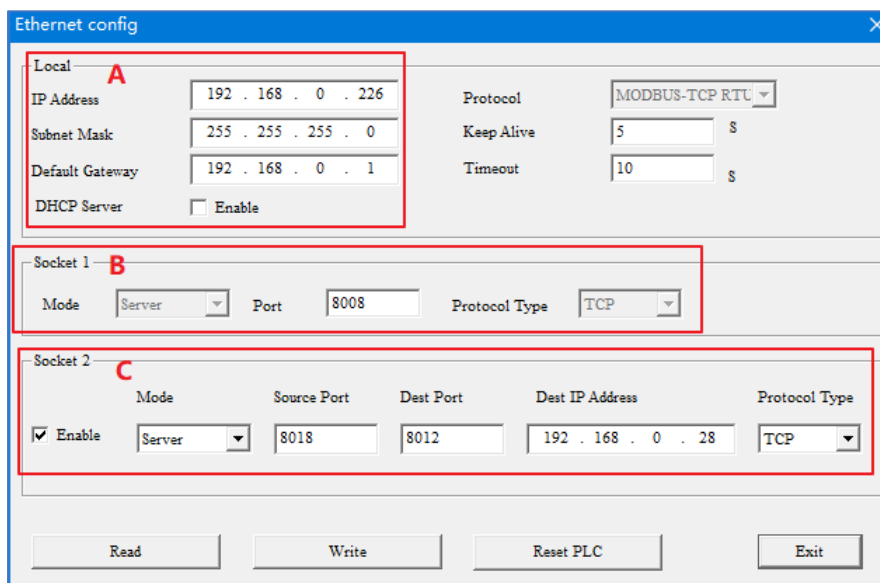 Ethernet config
Local
A
IP Address 192 . 168 . 0 . 226 Protocol MODBUS-TCP RTU
Subnet Mask 255 . 255 . 255 . 0 Keep Alive 5 S
Default Gateway 192 . 168 . 0 . 1 Timeout 10 S
DHCP Server Enable
Socket 1 B
Mode Server Port 8008 Protocol Type TCP
Socket 2 C
Mode Source Port Dest Port Dest IP Address Protocol Type
Enable Server 8018 8012 192 . 168 . 0 . 28 TCP
Read Write Reset PLC Exit